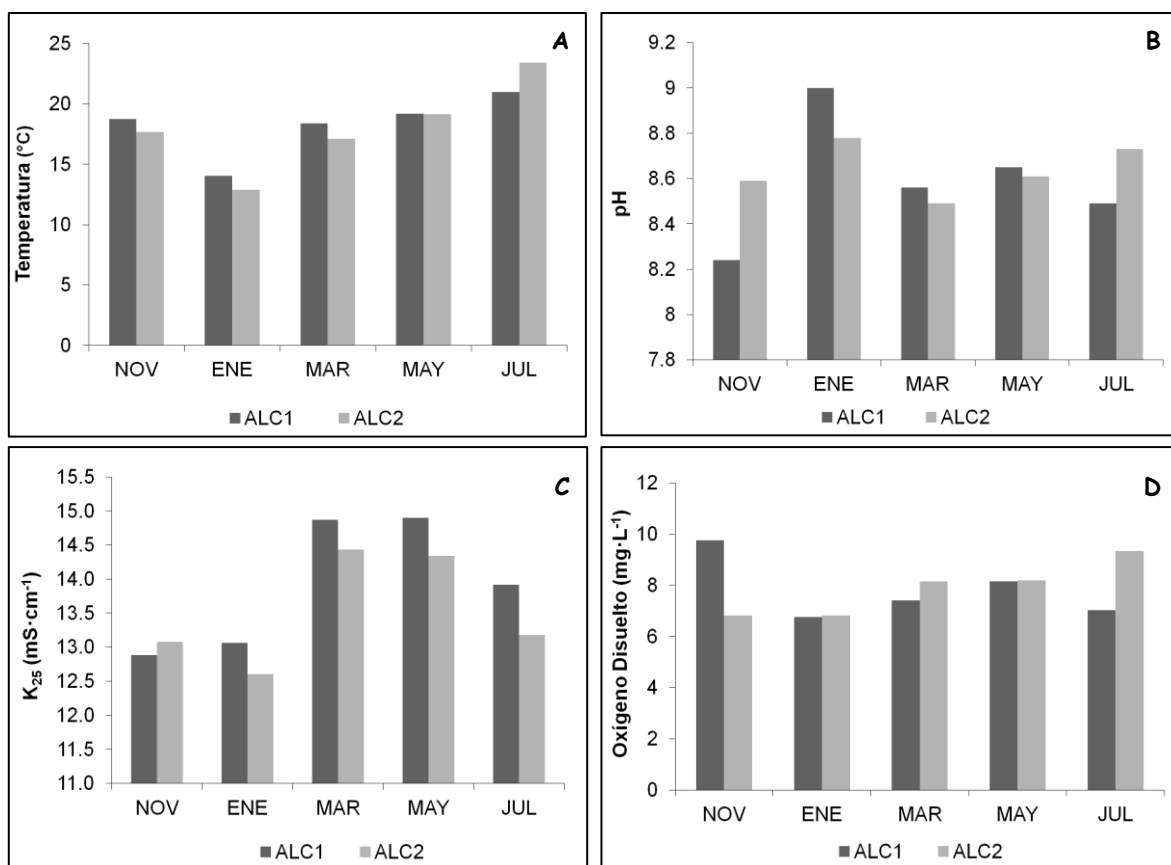 A
Temperatura (°C)
25
20
15
10
5
0
NOV ENE MAR MAY JUL
ALC1 ALC2
B
pH
9.2
9
8.8
8.6
8.4
8.2
8
7.8
NOV ENE MAR MAY JUL
ALC1 ALC2
C
K25 (mS·cm-1)
15.5
15.0
14.5
14.0
13.5
13.0
12.5
12.0
11.5
11.0
NOV ENE MAR MAY JUL
ALC1 ALC2
D
Oxígeno Disuelto (mg·L-1)
12
10
8
6
4
2
0
NOV ENE MAR MAY JUL
ALC1 ALC2